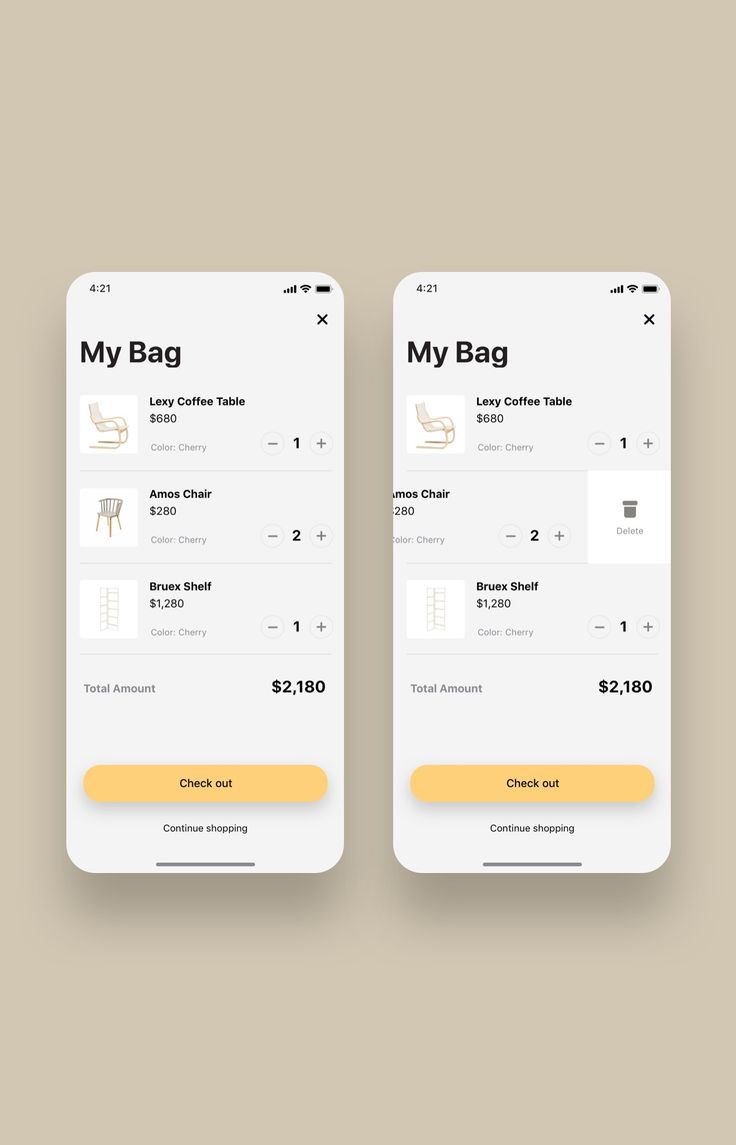 4:21
My Bag
Lexy Coffee Table
$680
Color: Cherry
1
Amos Chair
$280
Color: Cherry
2
Bruex Shelf
$1,280
Color: Cherry
1
Total Amount $2,180
Check out
Continue shopping
4:21
My Bag
Lexy Coffee Table
$680
Color: Cherry
1
Amos Chair
$280
Color: Cherry
2
Delete
Bruex Shelf
$1,280
Color: Cherry
1
Total Amount $2,180
Check out
Continue shopping